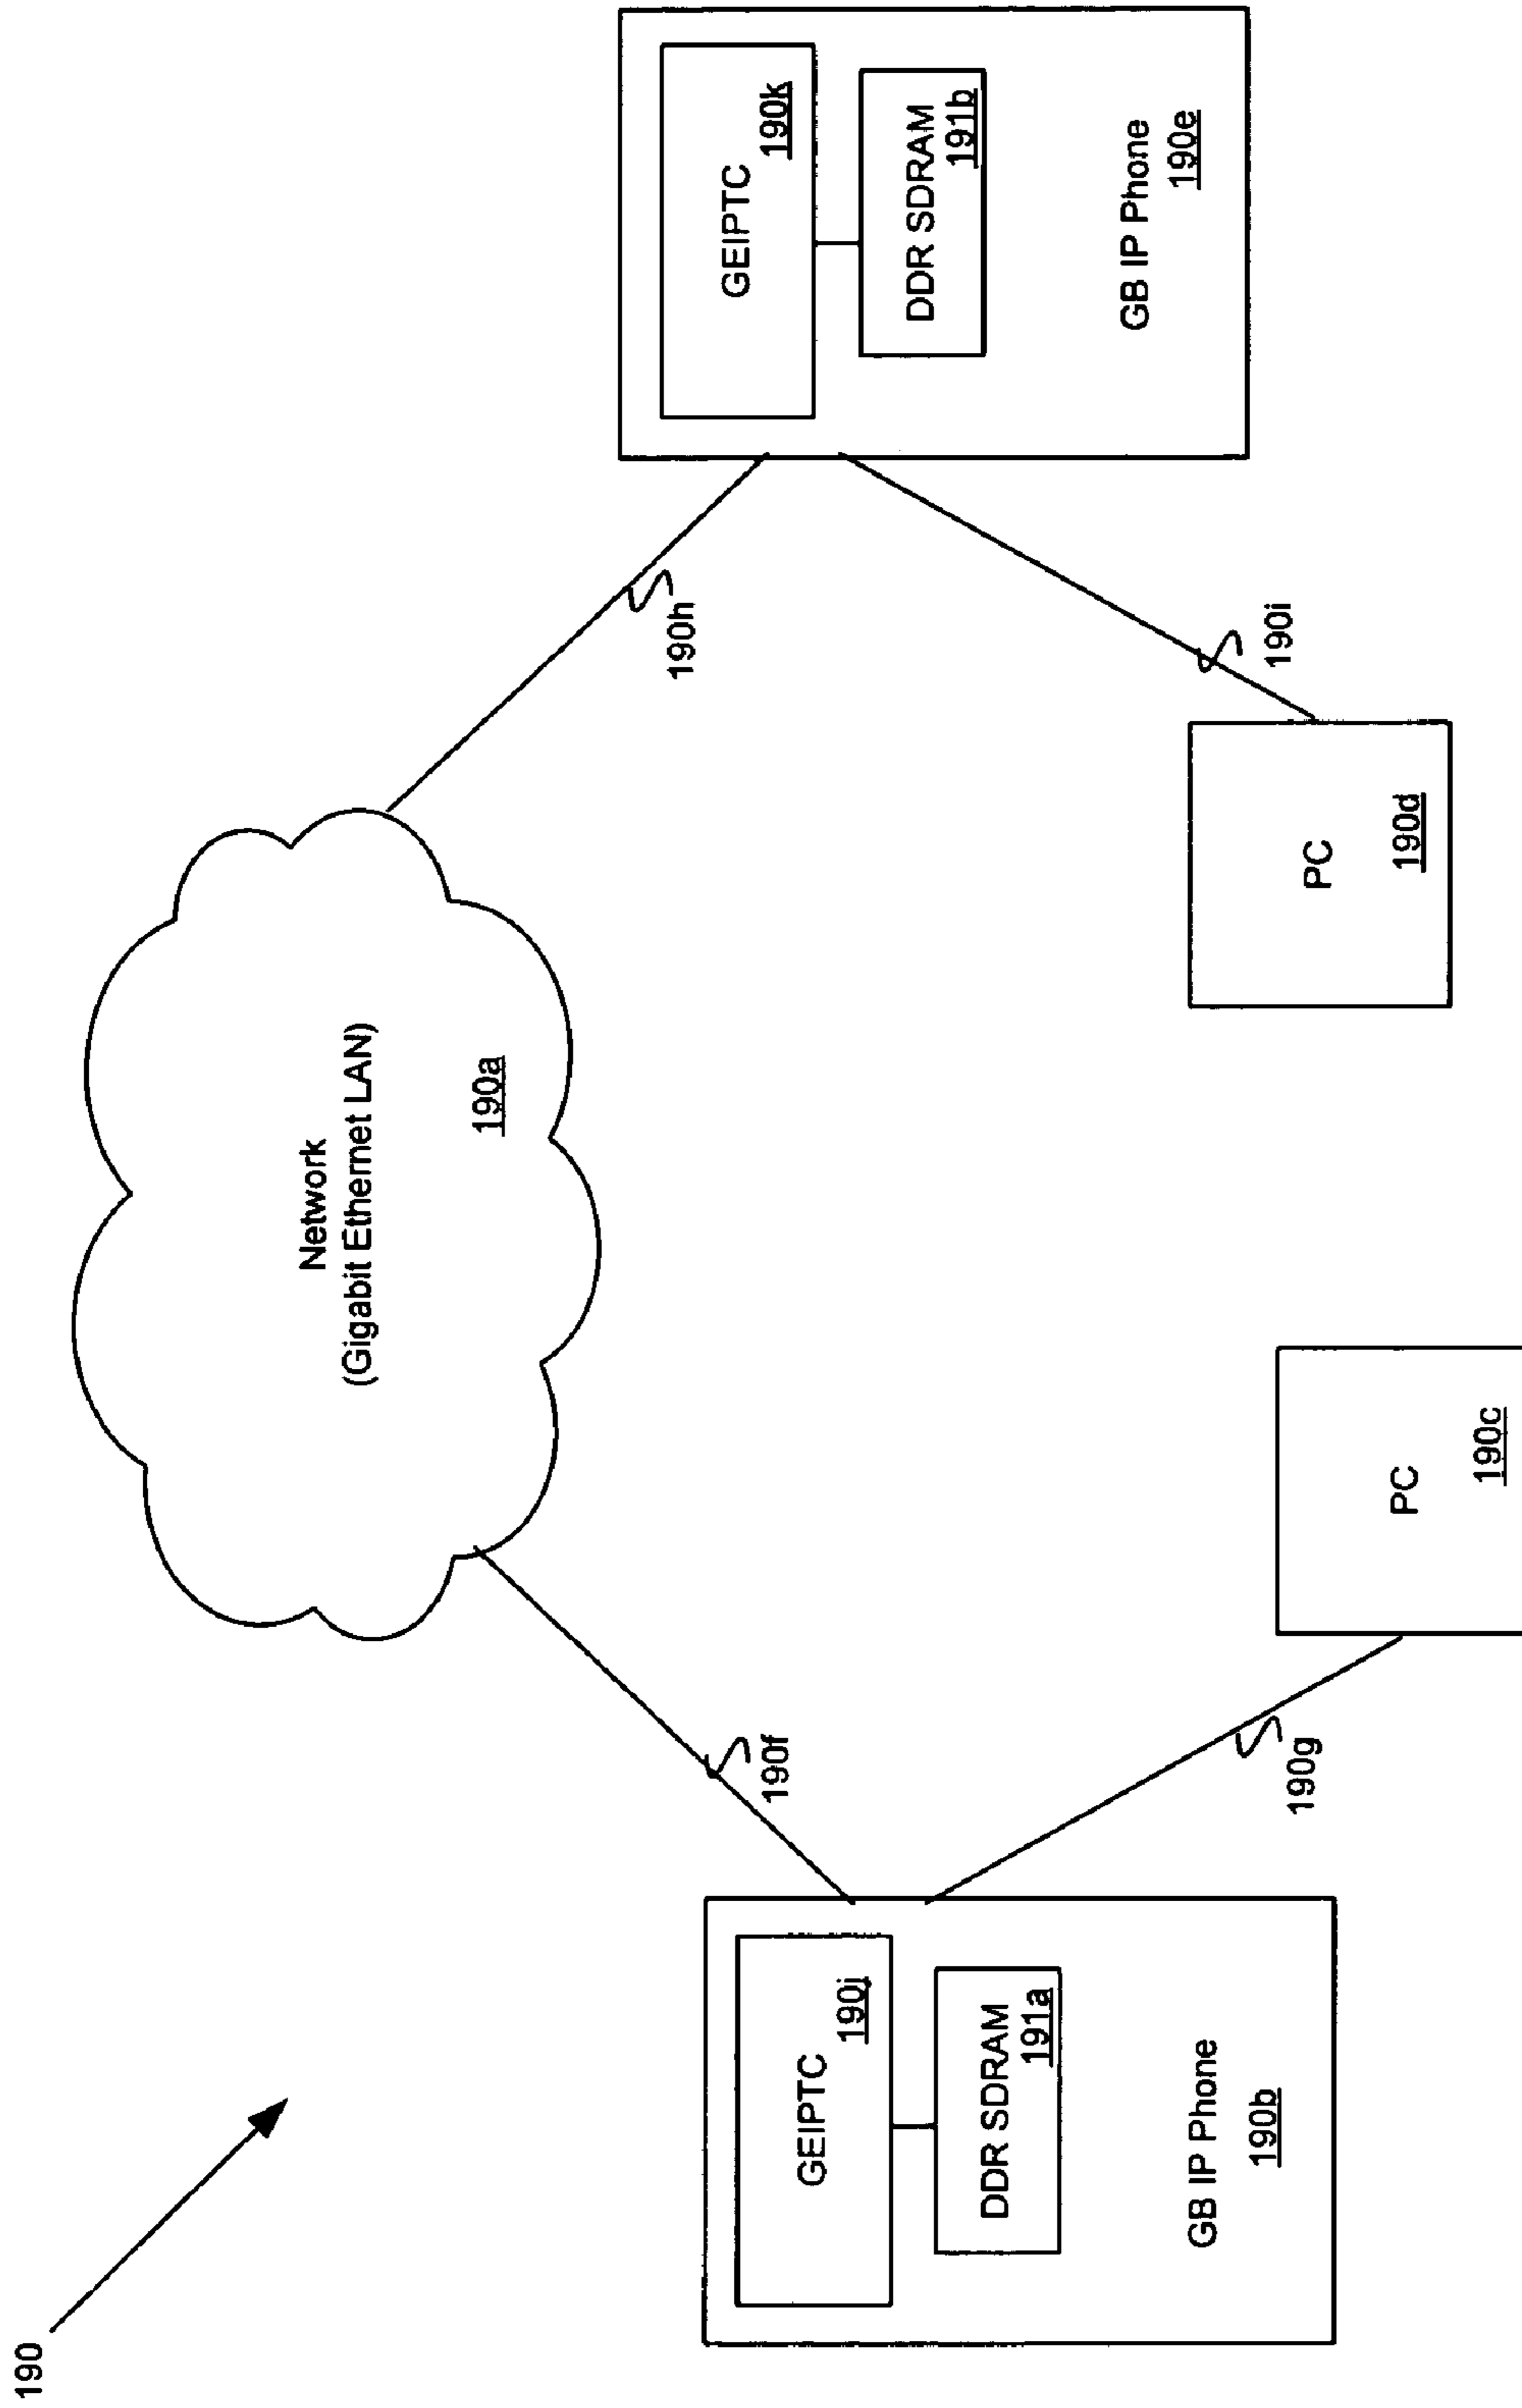 190
Network
(Gigabit Ethernet LAN)
190a
190f
190h
GEIPTC
190j
DDR SDRAM
191a
GB IP Phone
190b
190g
PC
190c
PC
190d
190i
GEIPTC
190k
DDR SDRAM
191b
GB IP Phone
190e